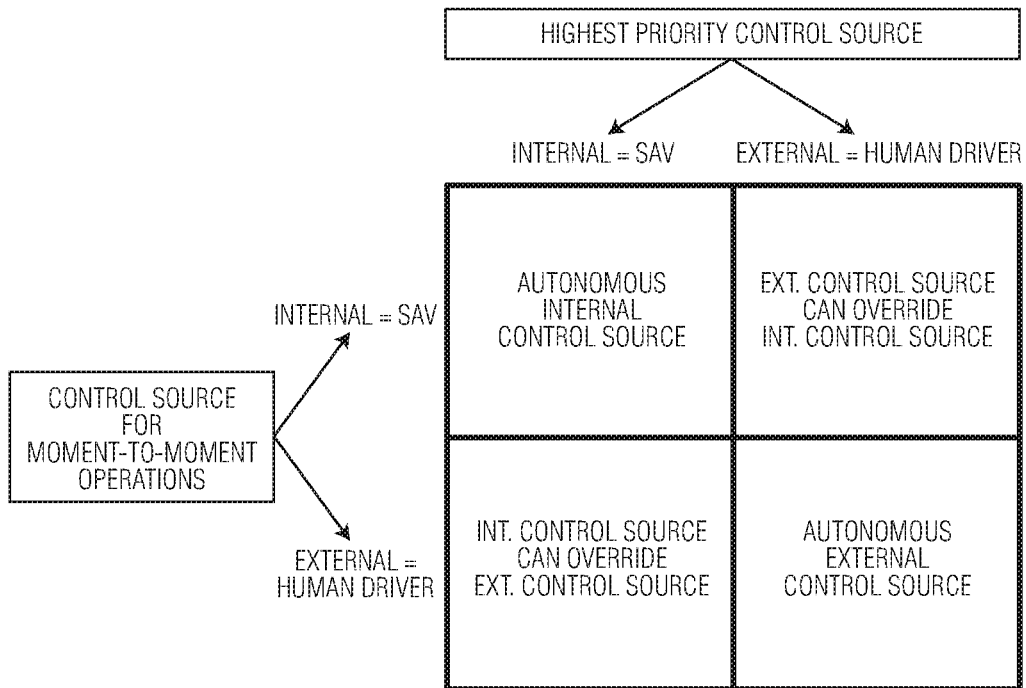 HIGHEST PRIORITY CONTROL SOURCE
INTERNAL = SAV
EXTERNAL = HUMAN DRIVER
INTERNAL = SAV
AUTONOMOUS
INTERNAL
CONTROL SOURCE
EXT. CONTROL SOURCE
CAN OVERRIDE
INT. CONTROL SOURCE
CONTROL SOURCE
FOR
MOMENT-TO-MOMENT
OPERATIONS
EXTERNAL =
HUMAN DRIVER
INT. CONTROL SOURCE
CAN OVERRIDE
EXT. CONTROL SOURCE
AUTONOMOUS
EXTERNAL
CONTROL SOURCE